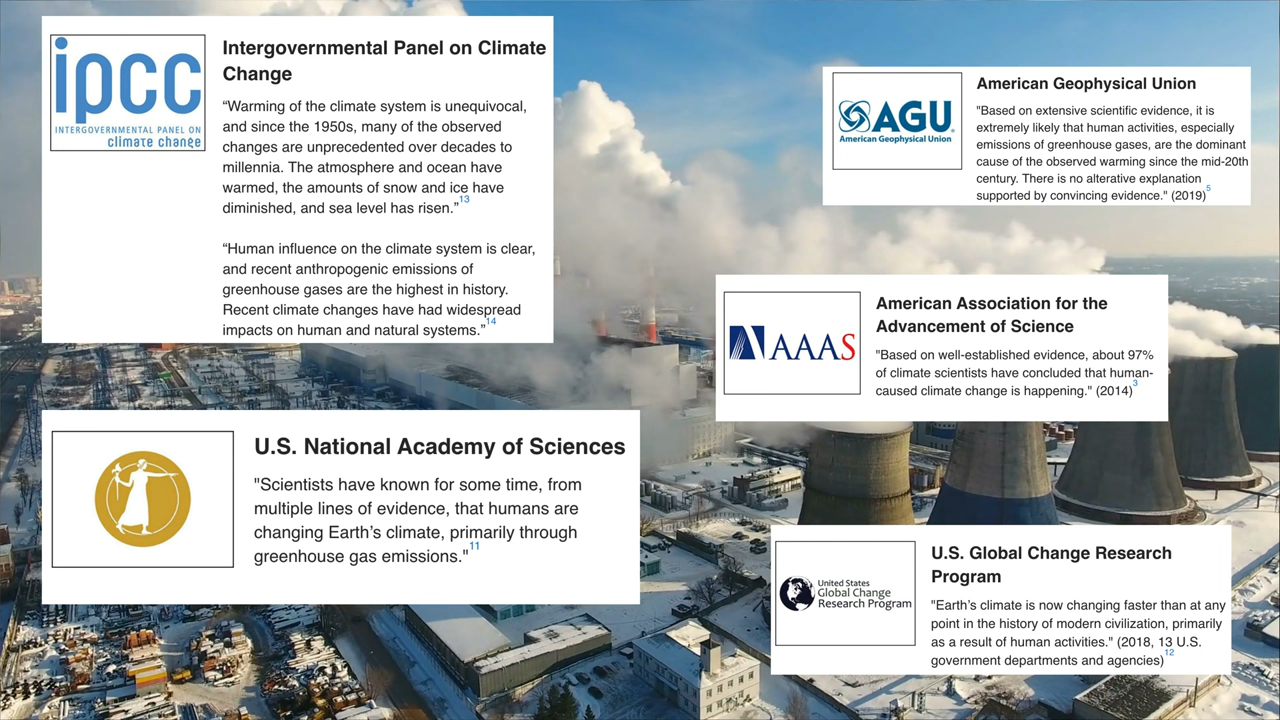 ipcc
INTERGOVERNMENTAL PANEL ON
climate change
Intergovernmental Panel on Climate
Change
“Warming of the climate system is unequivocal,
and since the 1950s, many of the observed
changes are unprecedented over decades to
millennia. The atmosphere and ocean have
warmed, the amounts of snow and ice have
diminished, and sea level has risen.”13
“Human influence on the climate system is clear,
and recent anthropogenic emissions of
greenhouse gases are the highest in history.
Recent climate changes have had widespread
impacts on human and natural systems.”14
AGU®
American Geophysical Union
American Geophysical Union
"Based on extensive scientific evidence, it is
extremely likely that human activities, especially
emissions of greenhouse gases, are the dominant
cause of the observed warming since the mid-20th
century. There is no alterative explanation
supported by convincing evidence." (2019)5
AAAS
American Association for the
Advancement of Science
"Based on well-established evidence, about 97%
of climate scientists have concluded that human-
caused climate change is happening." (2014)3
U.S. National Academy of Sciences
"Scientists have known for some time, from
multiple lines of evidence, that humans are
changing Earth’s climate, primarily through
greenhouse gas emissions."11
United States
Global Change
Research Program
U.S. Global Change Research
Program
"Earth’s climate is now changing faster than at any
point in the history of modern civilization, primarily
as a result of human activities." (2018, 13 U.S.
government departments and agencies)12